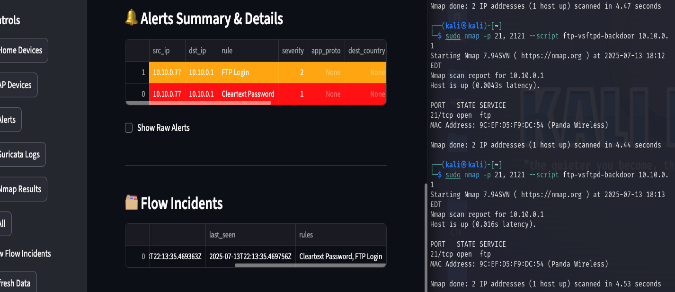 ntrols
Home Devices
AP Devices
Alerts
Suricata Logs
Nmap Results
All
w Flow Incidents
fresh Data
Alerts Summary & Details
src_ip dst_ip rule severity app_proto dest_country
1 10.10.0.77 10.10.0.1 FTP Login 2 None None
0 10.10.0.77 10.10.0.1 Cleartext Password 1 None None
Show Raw Alerts
Flow Incidents
last_seen rules
0 IT22:13:35.469363Z 2025-07-13T22:13:35.469756Z Cleartext Password, FTP Login
Nmap done: 2 IP addresses (1 host up) scanned in 4.47 seconds
┌──(kali㉿kali)-[~]
└─$ sudo nmap -p 21, 2121 --script ftp-vsftpd-backdoor 10.10.0.
1
Starting Nmap 7.94SVN ( https://nmap.org ) at 2025-07-13 18:12
EDT
Nmap scan report for 10.10.0.1
Host is up (0.0043s latency).
PORT STATE SERVICE
21/tcp open ftp
MAC Address: 9C:EF:D5:F9:DC:54 (Panda Wireless)
Nmap done: 2 IP addresses (1 host up) scanned in 4.44 seconds
┌──(kali㉿kali)-[~]
└─$ sudo nmap -p 21, 2121 --script ftp-vsftpd-backdoor 10.10.0.
1
Starting Nmap 7.94SVN ( https://nmap.org ) at 2025-07-13 18:13
EDT
Nmap scan report for 10.10.0.1
Host is up (0.016s latency).
PORT STATE SERVICE
21/tcp open ftp
MAC Address: 9C:EF:D5:F9:DC:54 (Panda Wireless)
Nmap done: 2 IP addresses (1 host up) scanned in 4.53 seconds